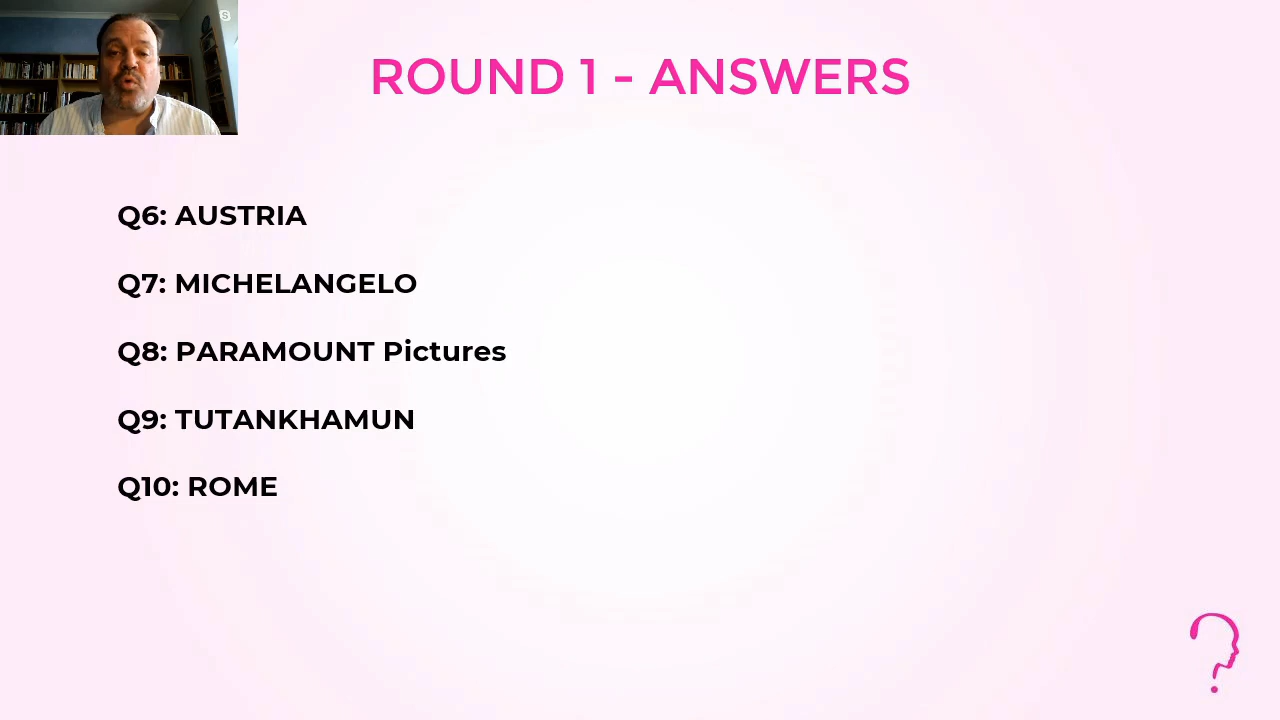 ROUND 1 - ANSWERS
Q6: AUSTRIA
Q7: MICHELANGELO
Q8: PARAMOUNT Pictures
Q9: TUTANKHAMUN
Q10: ROME